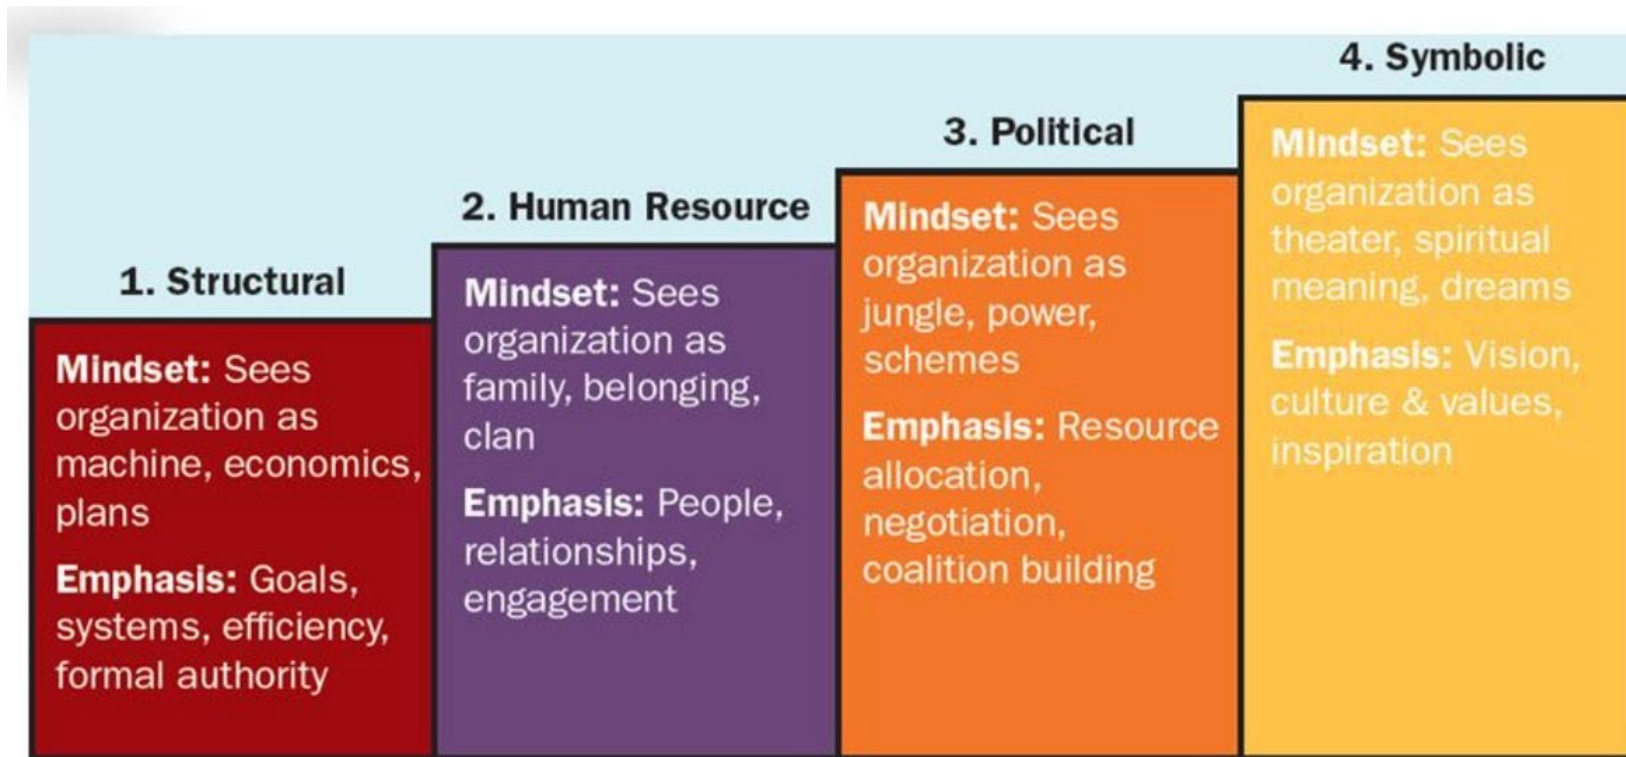 1. Structural
Mindset: Sees
organization as
machine, economics,
plans
Emphasis: Goals,
systems, efficiency,
formal authority
2. Human Resource
Mindset: Sees
organization as
family, belonging,
clan
Emphasis: People,
relationships,
engagement
3. Political
Mindset: Sees
organization as
jungle, power,
schemes
Emphasis: Resource
allocation,
negotiation,
coalition building
4. Symbolic
Mindset: Sees
organization as
theater, spiritual
meaning, dreams
Emphasis: Vision,
culture & values,
inspiration